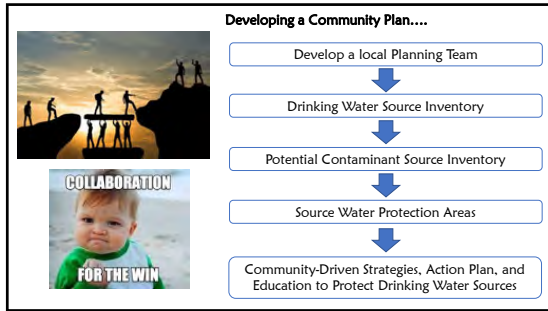 Developing a Community Plan....
Develop a local Planning Team
Drinking Water Source Inventory
Potential Contaminant Source Inventory
COLLABORATION
FOR THE WIN
Source Water Protection Areas
Community-Driven Strategies, Action Plan, and
Education to Protect Drinking Water Sources